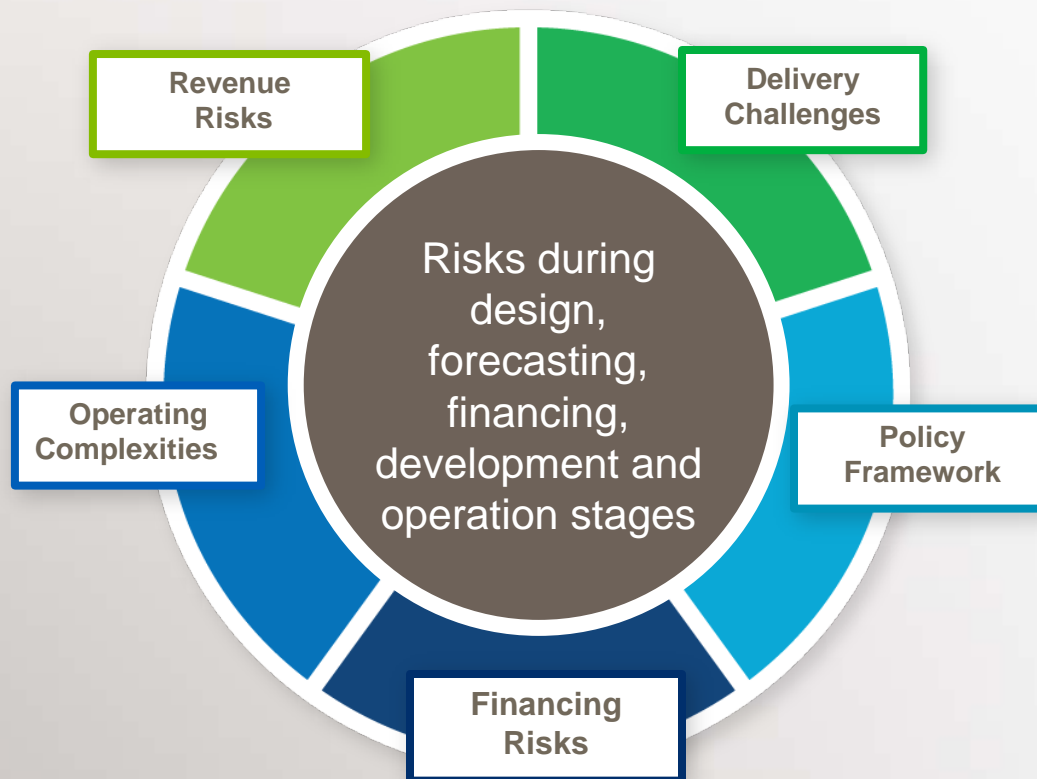 Revenue
Risks
Delivery
Challenges
Risks during
design,
forecasting,
financing,
development and
operation stages
Operating
Complexities
Policy
Framework
Financing
Risks